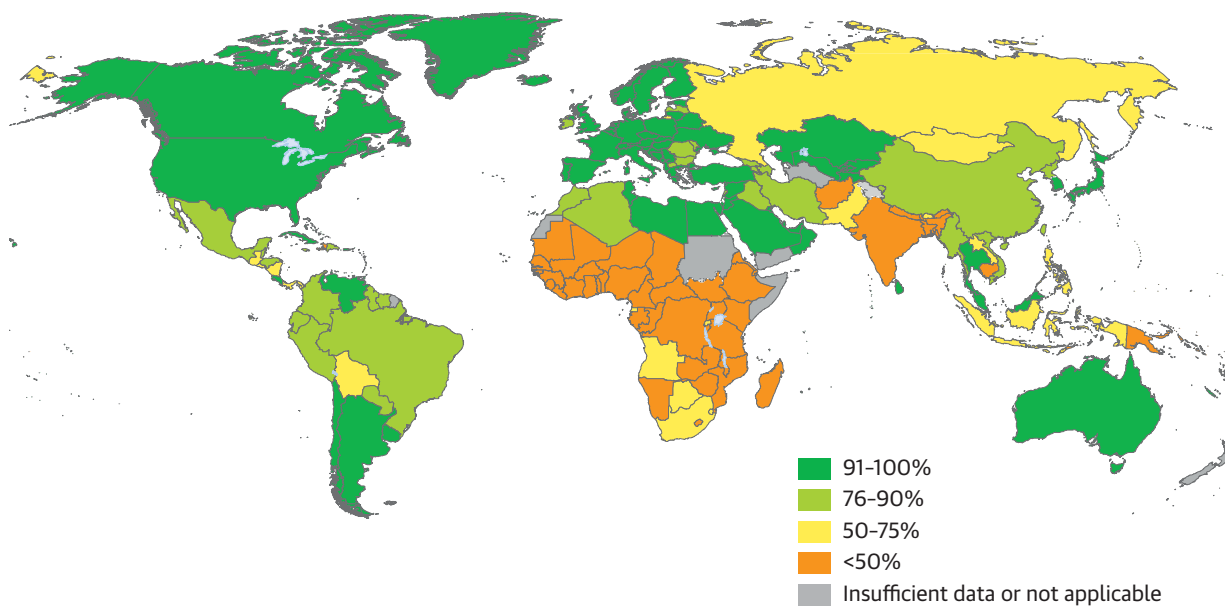 91–100%
76–90%
50–75%
<50%
Insufficient data or not applicable